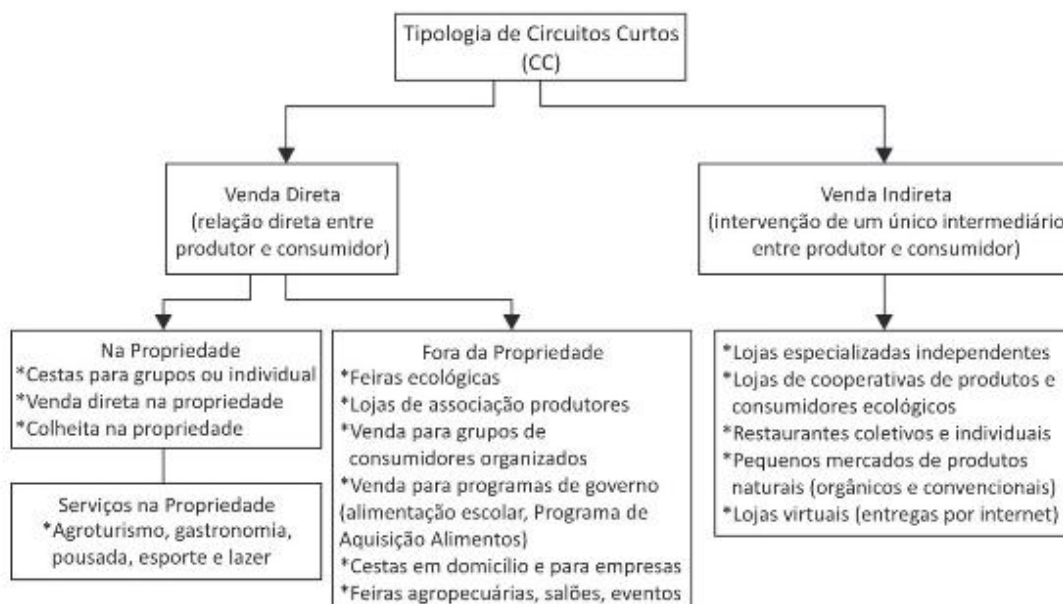 Tipologia de Circuitos Curtos
(CC)
Venda Direta
(relação direta entre
produtor e consumidor)
Venda Indireta
(intervenção de um único intermediário
entre produtor e consumidor)
Na Propriedade
*Cestas para grupos ou individual
*Venda direta na propriedade
*Colheita na propriedade
Serviços na Propriedade
*Agroturismo, gastronomia,
pousada, esporte e lazer
Fora da Propriedade
*Feiras ecológicas
*Lojas de associação produtores
*Venda para grupos de
consumidores organizados
*Venda para programas de governo
(alimentação escolar, Programa de
Aquisição Alimentos)
*Cestas em domicílio e para empresas
*Feiras agropecuárias, salões, eventos
*Lojas especializadas independentes
*Lojas de cooperativas de produtos e
consumidores ecológicos
*Restaurantes coletivos e individuais
*Pequenos mercados de produtos
naturais (orgânicos e convencionais)
*Lojas virtuais (entregas por internet)